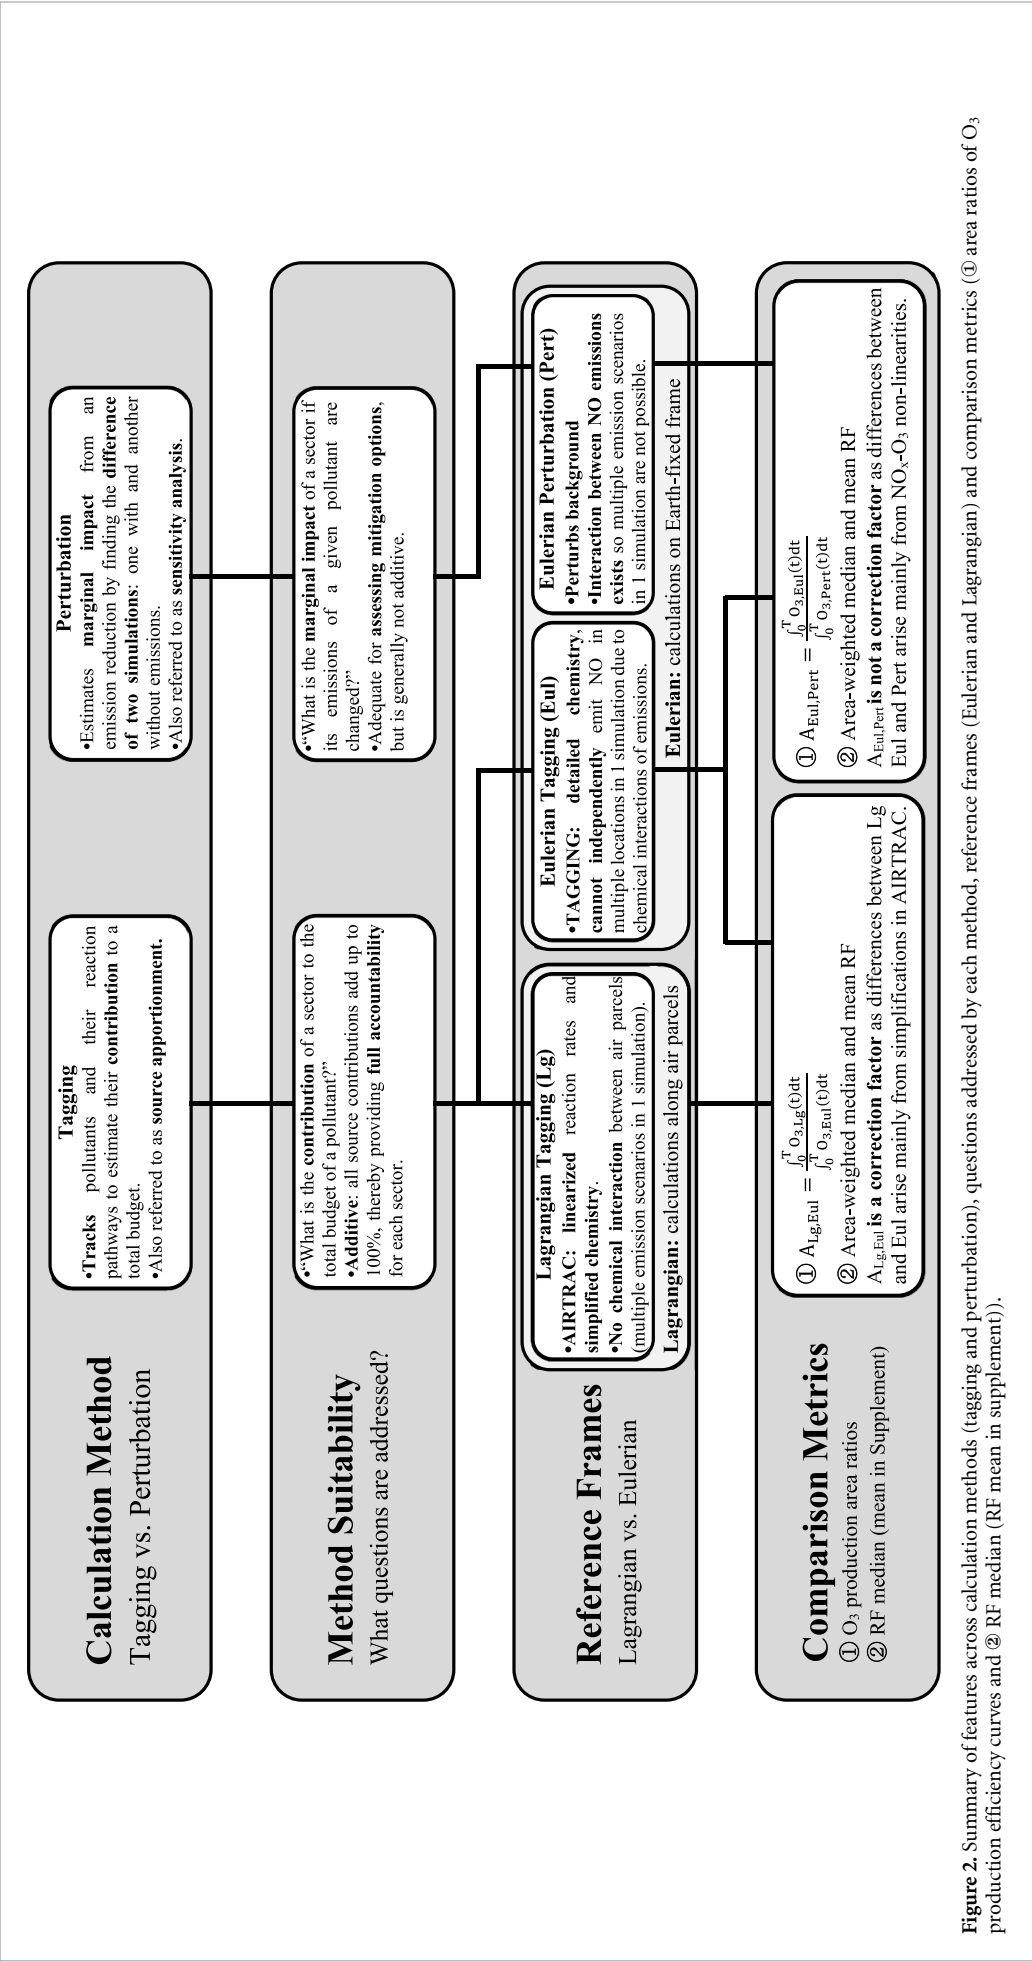 Calculation Method
Tagging vs. Perturbation
Tagging
•Tracks pollutants and their reaction
pathways to estimate their contribution to a
total budget.
•Also referred to as source apportionment.
Perturbation
•Estimates marginal impact from an
emission reduction by finding the difference
of two simulations: one with and another
without emissions.
•Also referred to as sensitivity analysis.
Method Suitability
What questions are addressed?
•“What is the contribution of a sector to the
total budget of a pollutant?”
•Additive: all source contributions add up to
100%, thereby providing full accountability
for each sector.
•“What is the marginal impact of a sector if
its emissions of a given pollutant are
changed?”
•Adequate for assessing mitigation options,
but is generally not additive.
Reference Frames
Lagrangian vs. Eulerian
Lagrangian Tagging (Lg)
•AIRTRAC: linearized reaction rates and
simplified chemistry.
•No chemical interaction between air parcels
(multiple emission scenarios in 1 simulation).
Lagrangian: calculations along air parcels
Eulerian Tagging (Eul)
•TAGGING: detailed chemistry,
cannot independently emit NO in
multiple locations in 1 simulation due to
chemical interactions of emissions.
Eulerian Perturbation (Pert)
•Perturbs background
•Interaction between NO emissions
exists so multiple emission scenarios
in 1 simulation are not possible.
Eulerian: calculations on Earth-fixed frame
Comparison Metrics
① O₃ production area ratios
② RF median (mean in Supplement)
① A_Lg,Eul = ∫₀ᵀ O₃,Lg(t)dt / ∫₀ᵀ O₃,Eul(t)dt
② Area-weighted median and mean RF
A_Lg,Eul is a correction factor as differences between Lg
and Eul arise mainly from simplifications in AIRTRAC.
① A_Eul,Pert = ∫₀ᵀ O₃,Eul(t)dt / ∫₀ᵀ O₃,Pert(t)dt
② Area-weighted median and mean RF
A_Eul,Pert is not a correction factor as differences between
Eul and Pert arise mainly from NOₓ-O₃ non-linearities.
Figure 2. Summary of features across calculation methods (tagging and perturbation), questions addressed by each method, reference frames (Eulerian and Lagrangian) and comparison metrics (① area ratios of O₃
production efficiency curves and ② RF median (RF mean in supplement)).